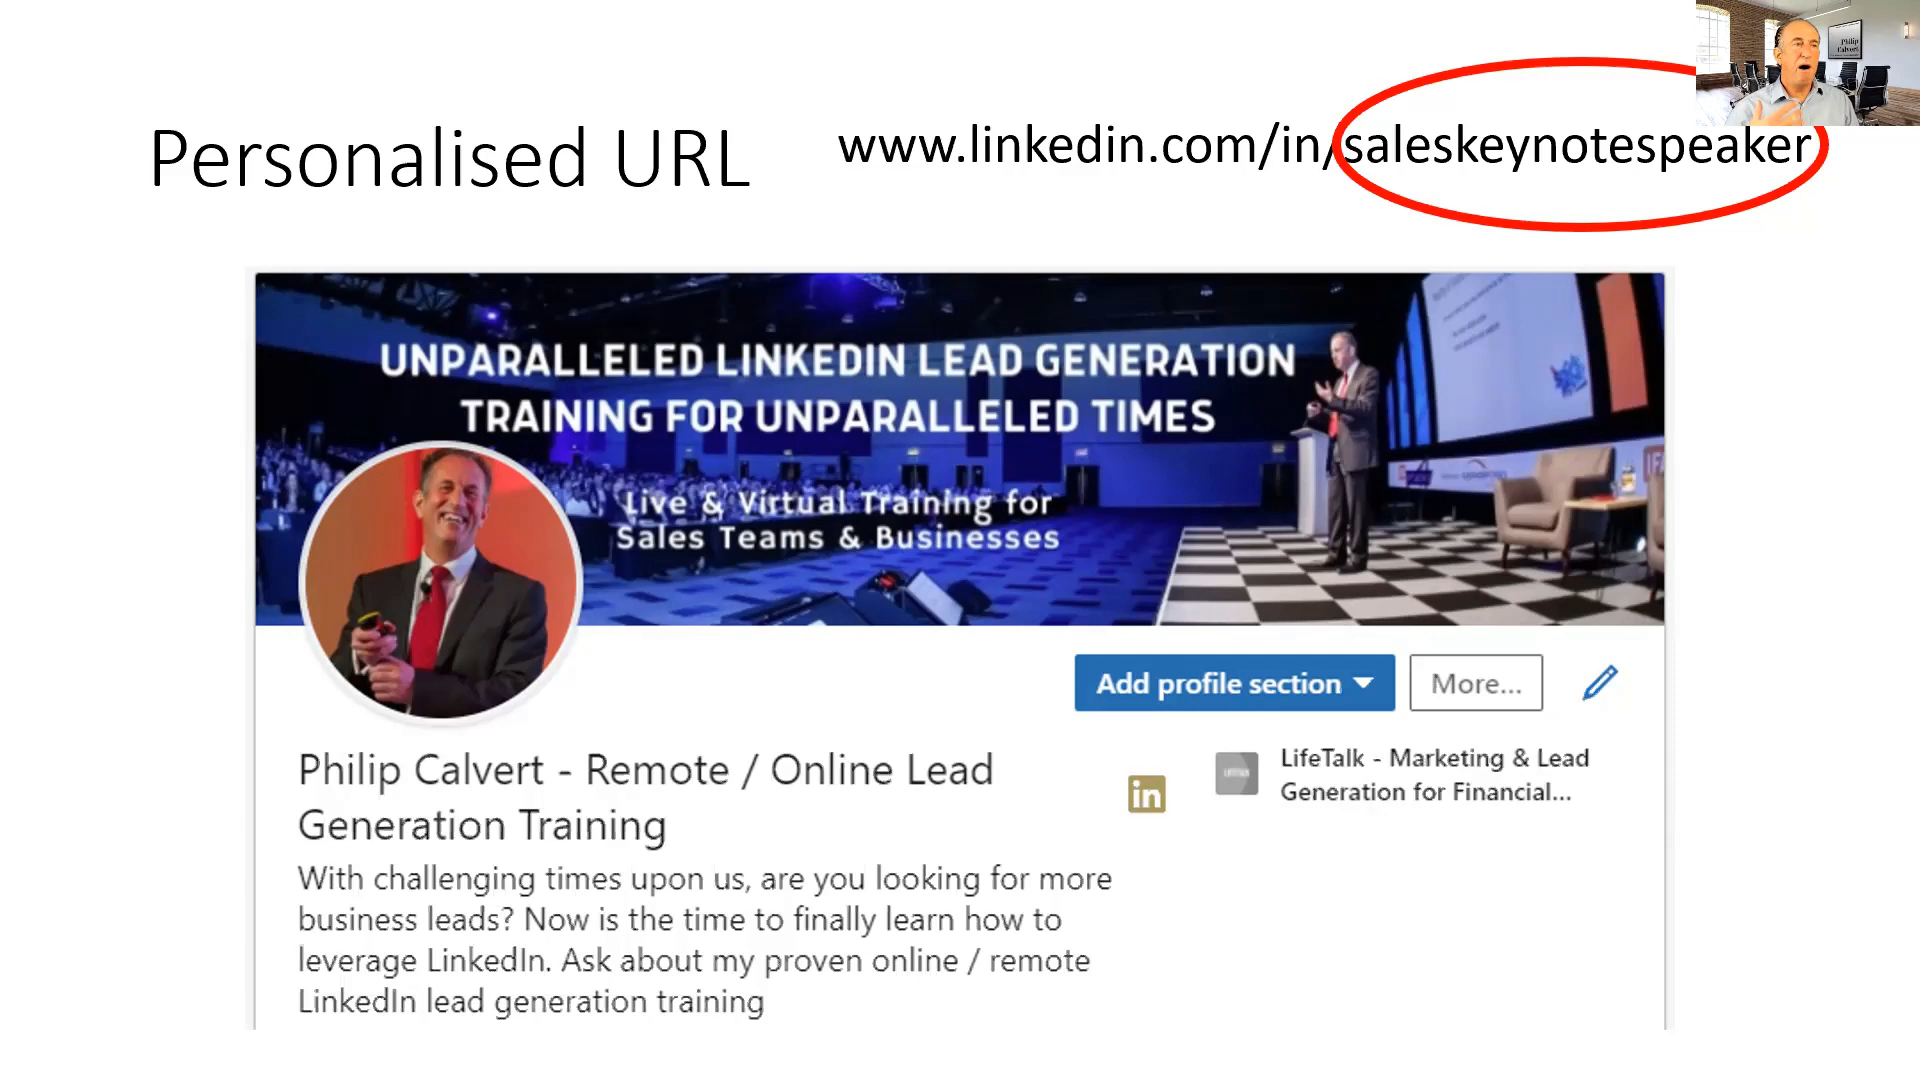 Philip
Calvert
Personalised URL
www.linkedin.com/in/saleskeynotespeaker
UNPARALLELED LINKEDIN LEAD GENERATION
TRAINING FOR UNPARALLELED TIMES
Live & Virtual Training for
Sales Teams & Businesses
Add profile section
More...
Philip Calvert - Remote / Online Lead
Generation Training
in
LifeTalk - Marketing & Lead
Generation for Financial...
With challenging times upon us, are you looking for more
business leads? Now is the time to finally learn how to
leverage LinkedIn. Ask about my proven online / remote
LinkedIn lead generation training